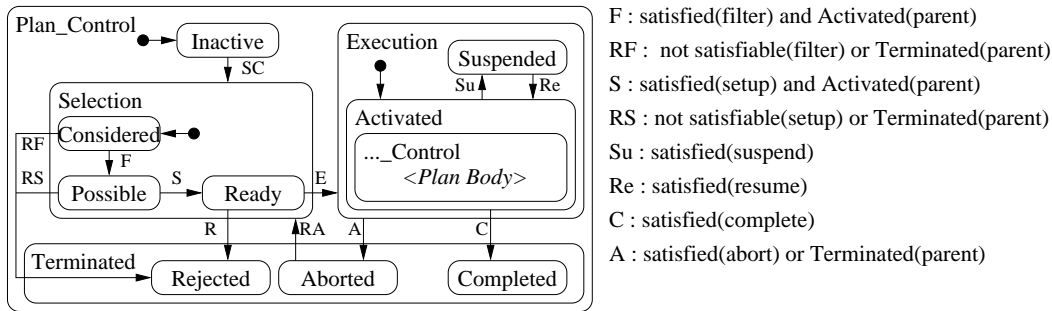 Plan_Control
Inactive
SC
Selection
Considered
RF
F
RS
Possible
S
Ready
E
Execution
Suspended
Su
Re
Activated
..._Control
<Plan Body>
R
RA
A
C
Terminated
Rejected
Aborted
Completed
F : satisfied(filter) and Activated(parent)
RF : not satisfiable(filter) or Terminated(parent)
S : satisfied(setup) and Activated(parent)
RS : not satisfiable(setup) or Terminated(parent)
Su : satisfied(suspend)
Re : satisfied(resume)
C : satisfied(complete)
A : satisfied(abort) or Terminated(parent)